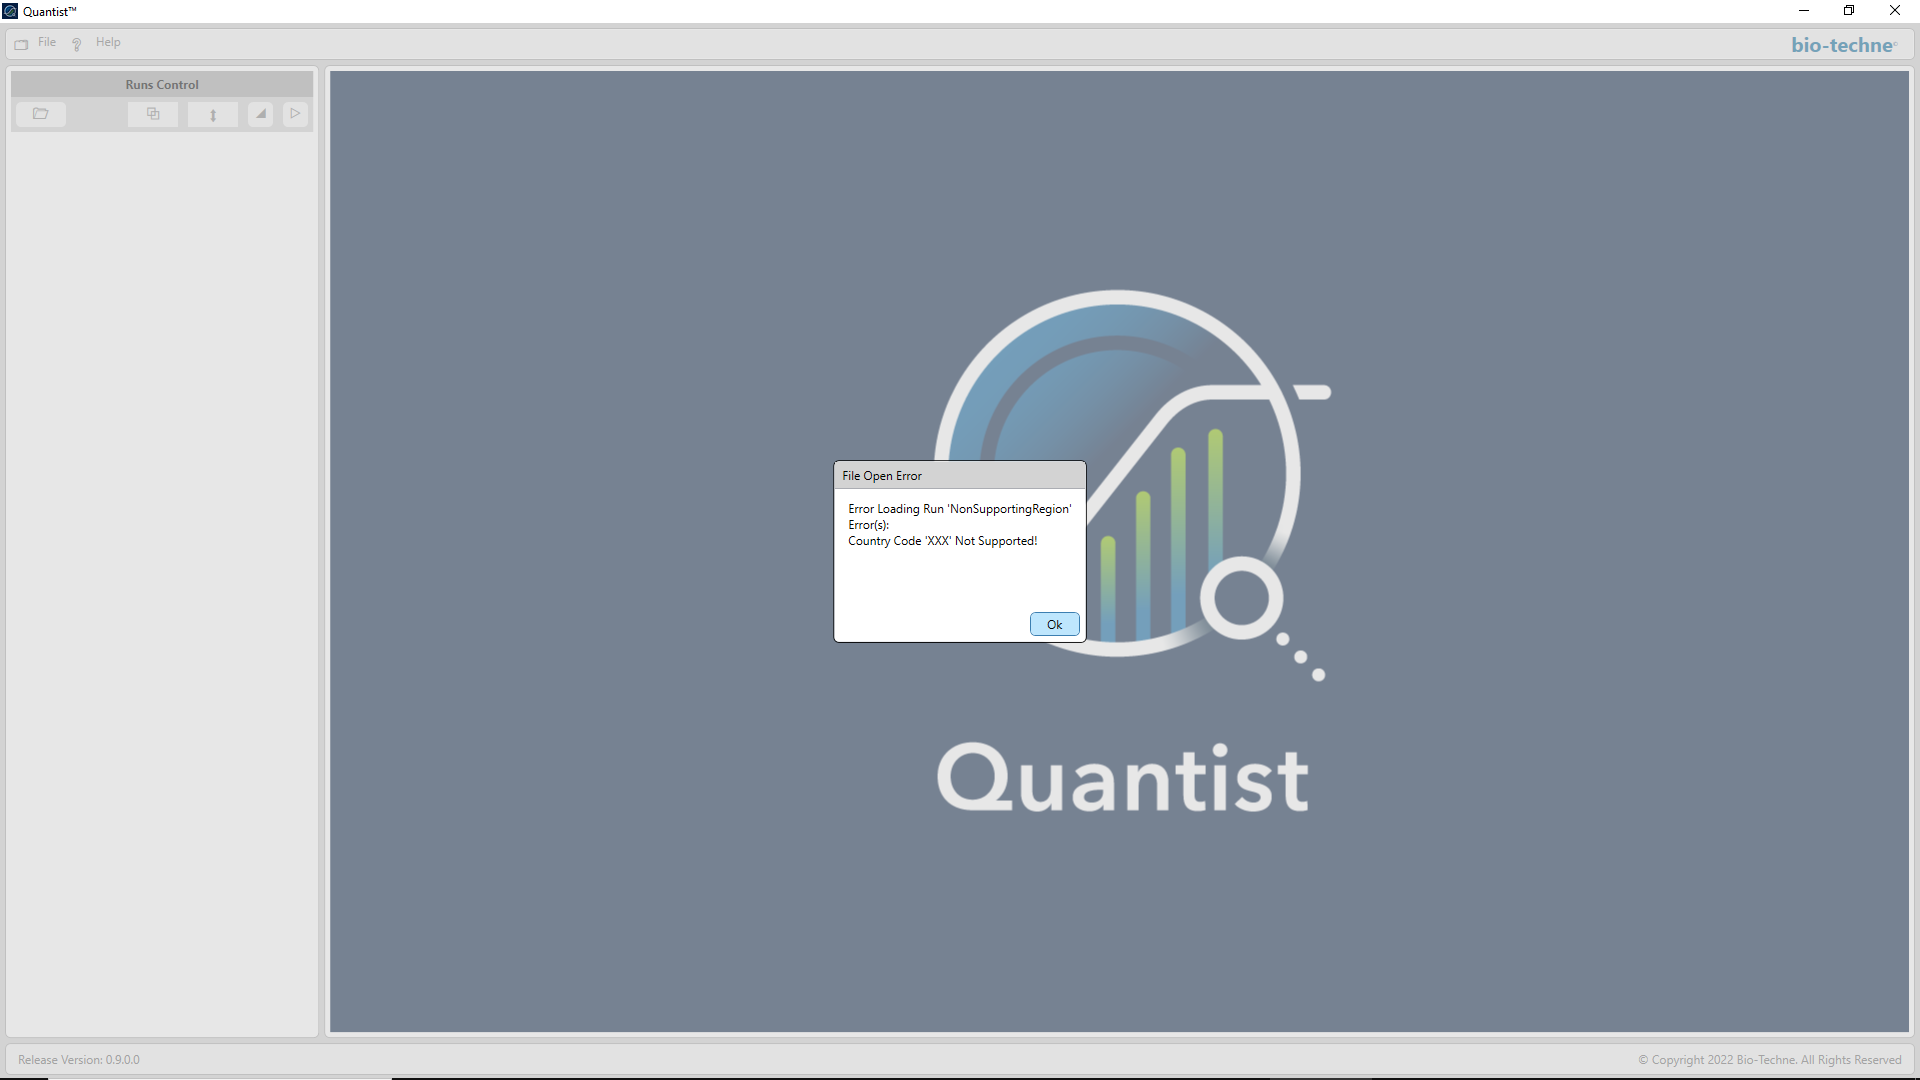 Quantist™
File Help
bio-techne
Runs Control
File Open Error
Error Loading Run 'NonSupportingRegion'
Error(s):
Country Code 'XXX' Not Supported!
Ok
Quantist
Release Version: 0.9.0.0
© Copyright 2022 Bio-Techne. All Rights Reserved